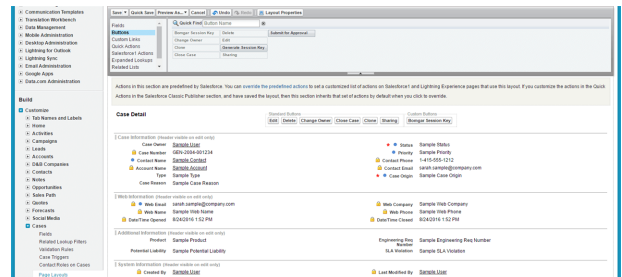 Communication Templates
Translation Workbench
Data Management
Mobile Administration
Desktop Administration
Lightning for Outlook
Lightning Sync
Email Administration
Google Apps
Data.com Administration
Build
Customize
Tab Names and Labels
Home
Activities
Campaigns
Leads
Accounts
D&B Companies
Contacts
Notes
Opportunities
Sales Path
Quotes
Forecasts
Social Media
Cases
Fields
Related Lookup Filters
Validation Rules
Case Triggers
Contact Roles on Cases
Page Layouts
Save Quick Save Preview As... Cancel Undo Redo Layout Properties
Fields
Buttons
Custom Links
Quick Actions
Salesforce1 Actions
Expanded Lookups
Related Lists
Quick Find Button Name
Bomgar Session Key Delete Submit for Approval
Change Owner Edit
Clone Generate Session Key
Close Case Sharing
Actions in this section are predefined by Salesforce. You can override the predefined actions to set a customized list of actions on Salesforce1 and Lightning Experience pages that use this layout. If you customize the actions in the Quick
Actions in the Salesforce Classic Publisher section, and have saved the layout, then this section inherits that set of actions by default when you click to override.
Case Detail
Standard Buttons
Edit Delete Change Owner Close Case Clone Sharing
Custom Buttons
Bomgar Session Key
Case Information (Header visible on edit only)
Case Owner Sample User
Case Number GEN-2004-001234
Contact Name Sample Contact
Account Name Sample Account
Type Sample Type
Case Reason Sample Case Reason
Status Sample Status
Priority Sample Priority
Contact Phone 1-415-555-1212
Contact Email sarah.sample@company.com
Case Origin Sample Case Origin
Web Information (Header visible on edit only)
Web Email sarah.sample@company.com
Web Name Sample Web Name
Date/Time Opened 8/24/2016 1:52 PM
Web Company Sample Web Company
Web Phone Sample Web Phone
Date/Time Closed 8/24/2016 1:52 PM
Additional Information (Header visible on edit only)
Product Sample Product
Potential Liability Sample Potential Liability
Engineering Req Number Sample Engineering Req Number
SLA Violation Sample SLA Violation
System Information (Header visible on edit only)
Created By Sample User
Last Modified By Sample User